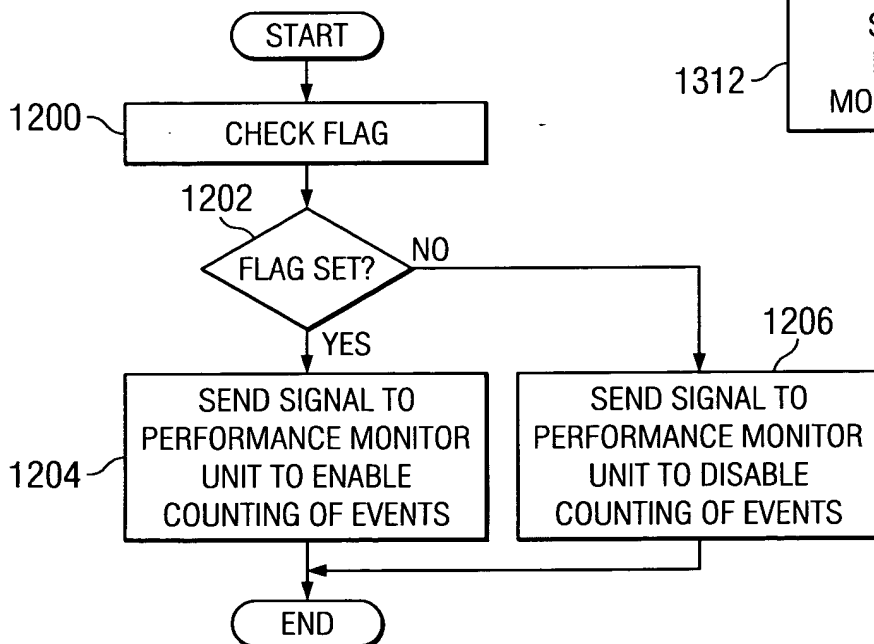 START
1200
CHECK FLAG
1202
FLAG SET?
NO
YES
1204
SEND SIGNAL TO
PERFORMANCE MONITOR
UNIT TO ENABLE
COUNTING OF EVENTS
1206
SEND SIGNAL TO
PERFORMANCE MONITOR
UNIT TO DISABLE
COUNTING OF EVENTS
END
1312
S
MO